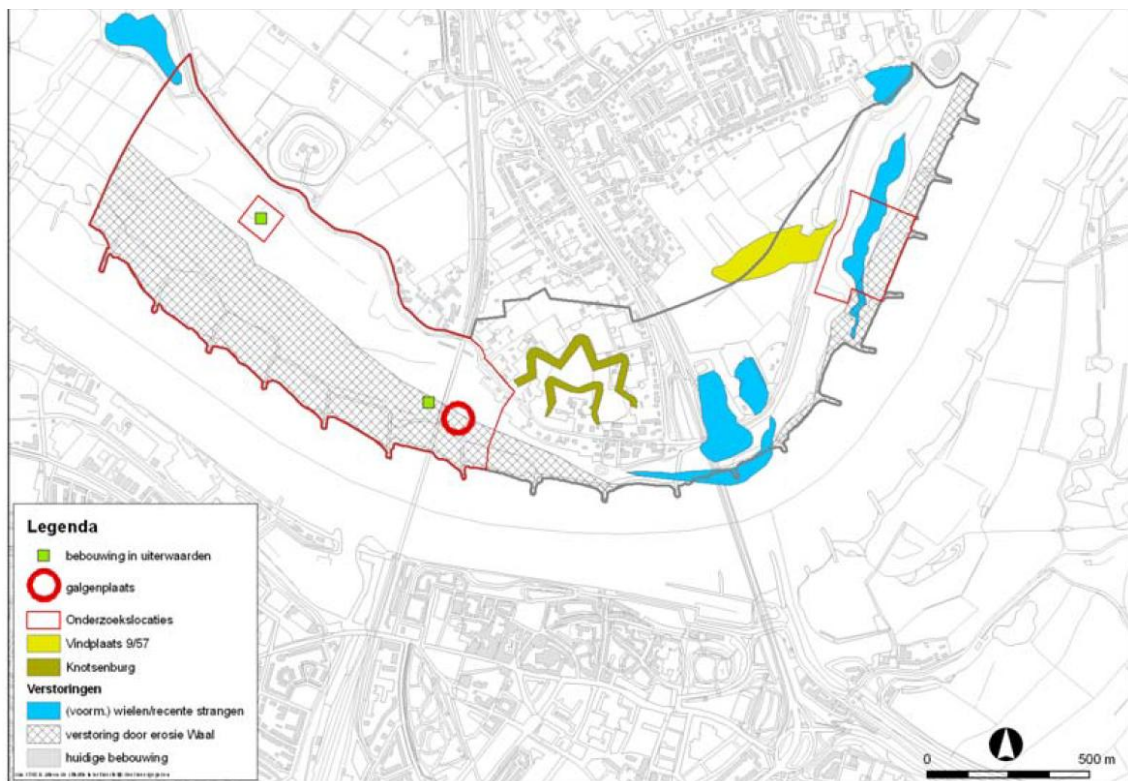 Legenda
bebouwing in uiterwaarden
galgenplaats
Onderzoekslocaties
Vindplaats 9/57
Knotsenburg
Verstoringen
(voorm.) wielen/recente strangen
verstoring door erosie Waal
huidige bebouwing
0 500 m